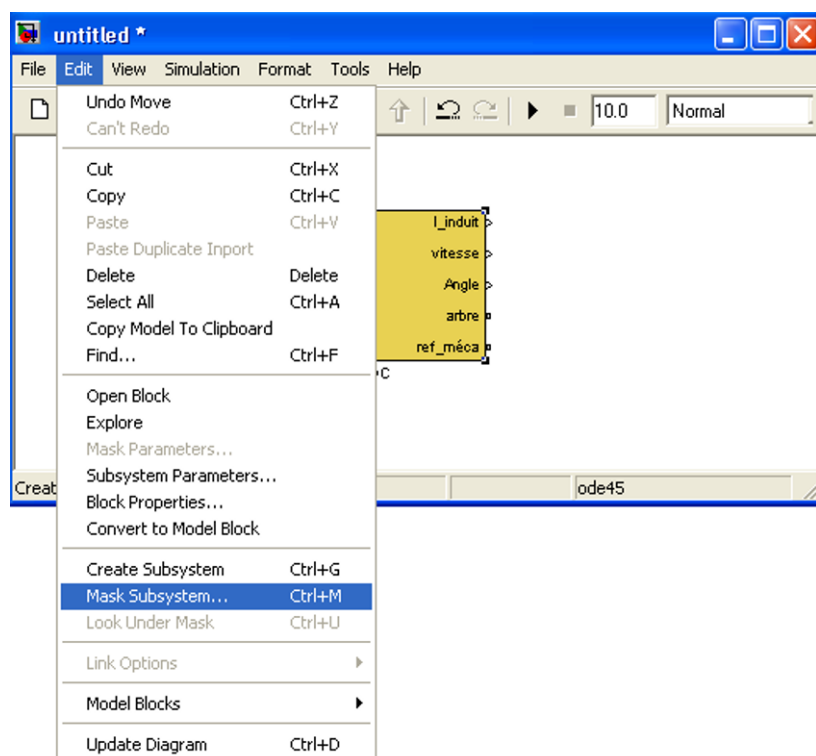 untitled *
File Edit View Simulation Format Tools Help
10.0 Normal
Undo Move Ctrl+Z
Can't Redo Ctrl+Y
Cut Ctrl+X
Copy Ctrl+C
Paste Ctrl+V
Paste Duplicate Inport
Delete Delete
Select All Ctrl+A
Copy Model To Clipboard
Find... Ctrl+F
Open Block
Explore
Mask Parameters...
Subsystem Parameters...
Block Properties...
Convert to Model Block
Create Subsystem Ctrl+G
Mask Subsystem... Ctrl+M
Look Under Mask Ctrl+U
Link Options
Model Blocks
Update Diagram Ctrl+D
I_induit
vitesse
Angle
arbre
ref_méca
C
Creat
ode45